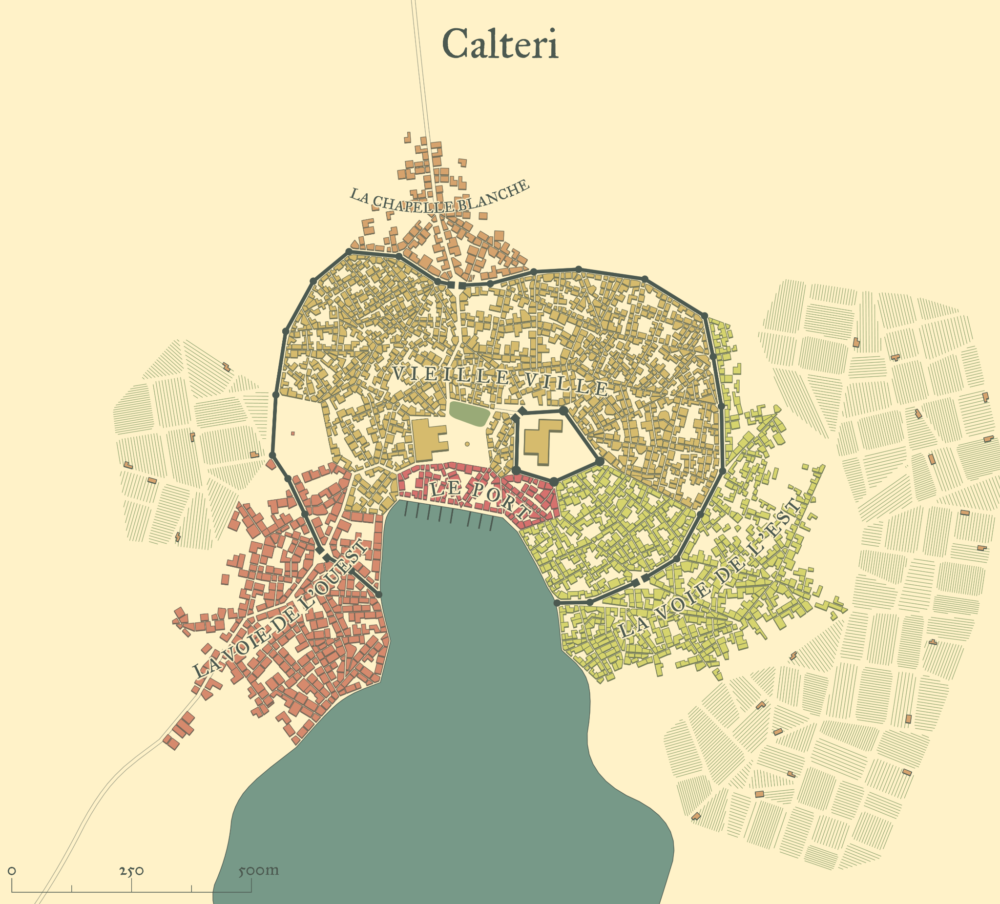 Calteri
LA CHAPELLE BLANCHE
VIEILLE VILLE
LE PORT
LA VOIE DE L'EST
LA VOIE DE L'OUEST
0 250 500m